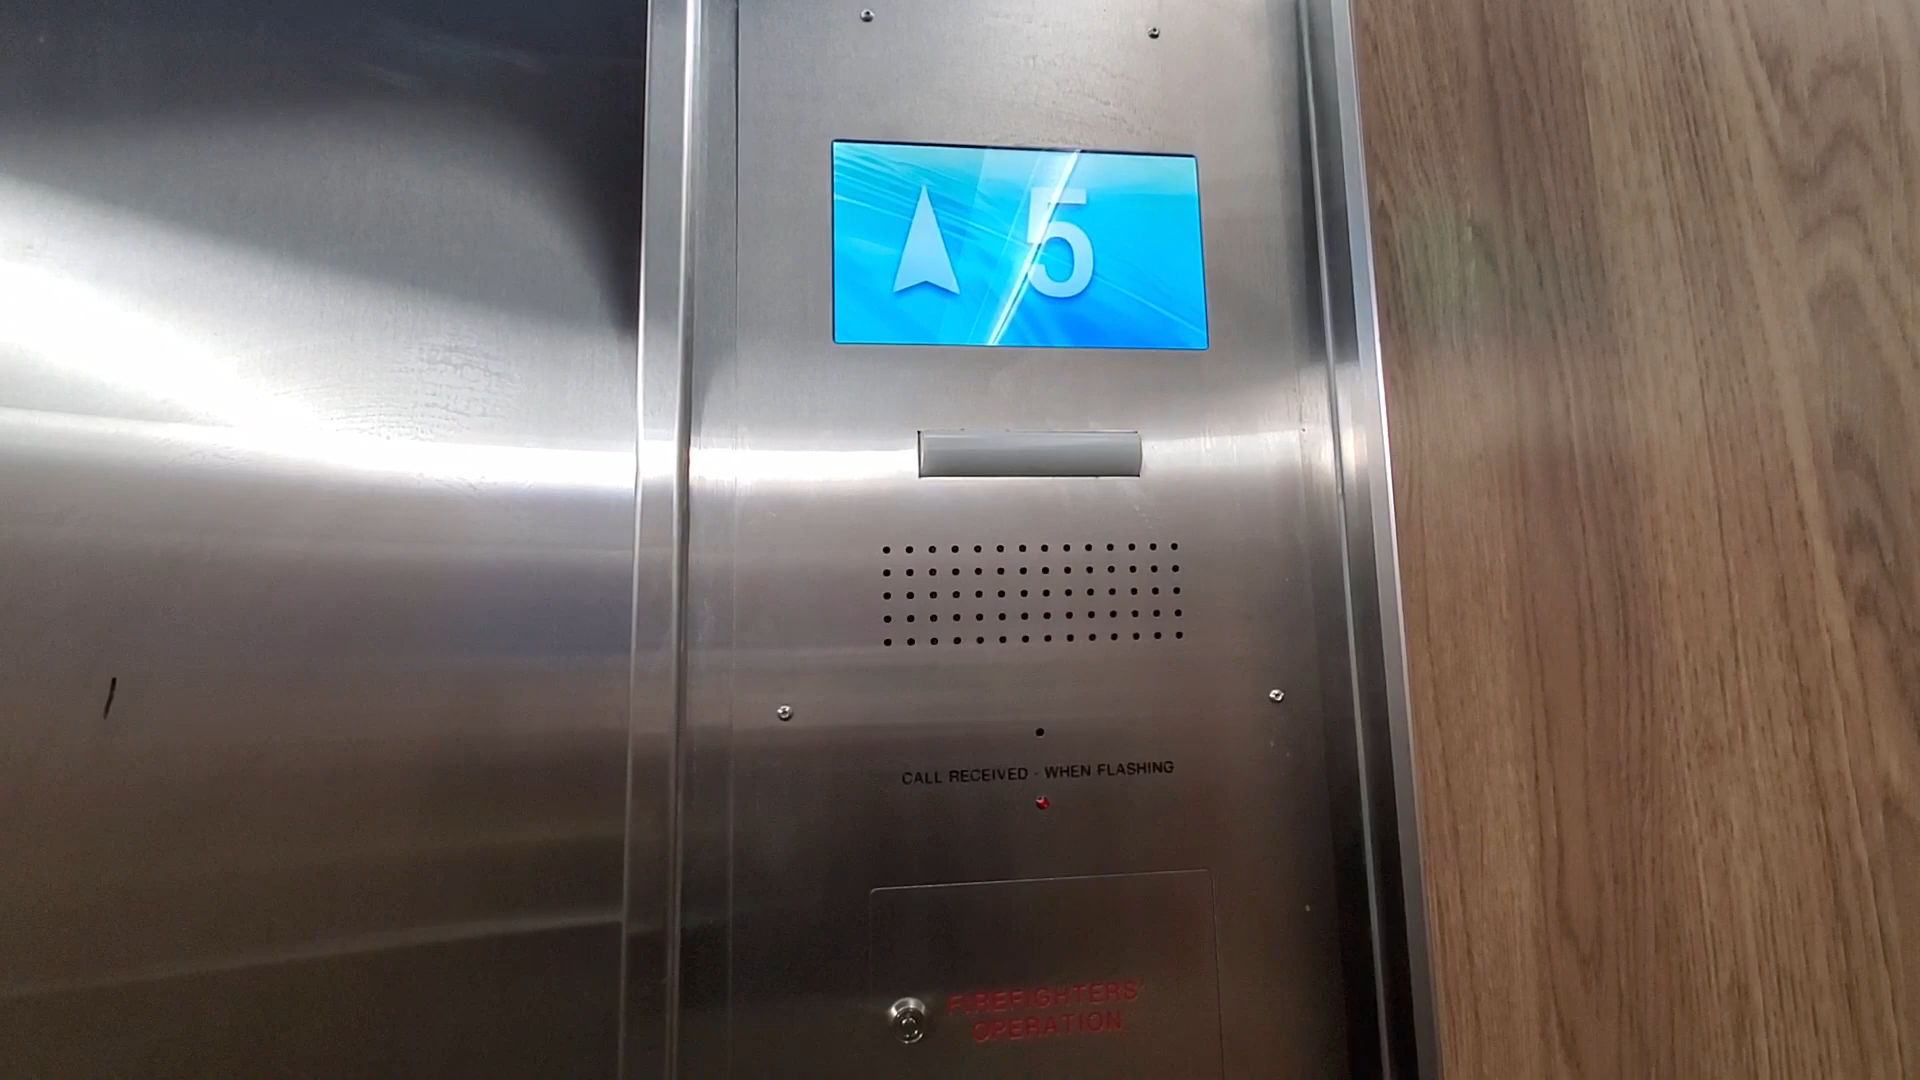 5
CALL RECEIVED - WHEN FLASHING
FIREFIGHTERS'
OPERATION